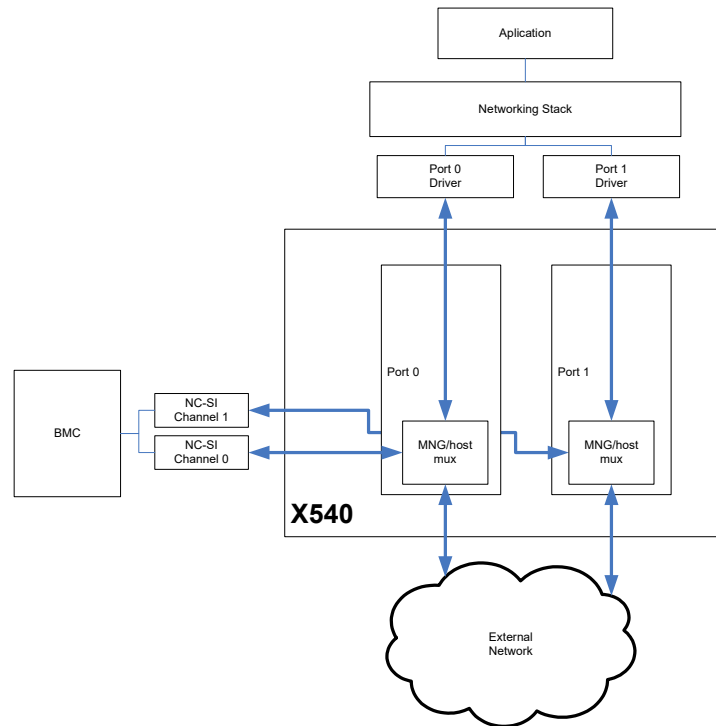 Aplication
Networking Stack
Port 0
Driver
Port 1
Driver
Port 0
Port 1
BMC
NC-SI
Channel 1
NC-SI
Channel 0
MNG/host
mux
MNG/host
mux
X540
External
Network